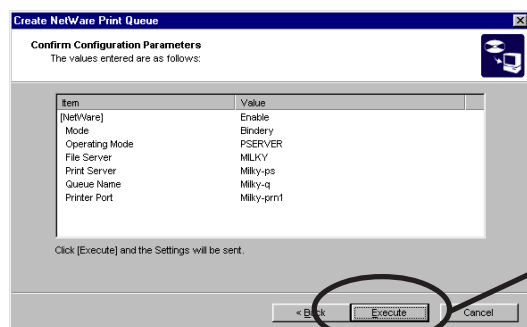 Create NetWare Print Queue
Confirm Configuration Parameters
The values entered are as follows:
Item Value
[NetWare] Enable
Mode Bindery
Operating Mode PSERVER
File Server MILKY
Print Server Milky-ps
Queue Name Milky-q
Printer Port Milky-prn1
Click [Execute] and the Settings will be sent.
< Back Execute Cancel